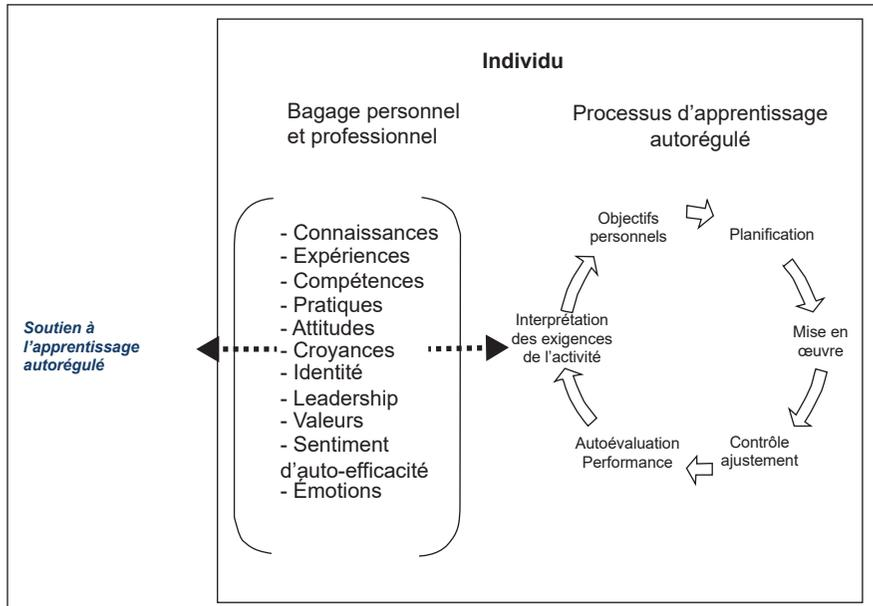 Individu
Bagage personnel
et professionnel
Processus d’apprentissage
autorégulé
Soutien à
l’apprentissage
autorégulé
- Connaissances
- Expériences
- Compétences
- Pratiques
- Attitudes
- Croyances
- Identité
- Leadership
- Valeurs
- Sentiment
d’auto-efficacité
- Émotions
Objectifs
personnels
Planification
Mise en
œuvre
Contrôle
ajustement
Autoévaluation
Performance
Interprétation
des exigences
de l’activité